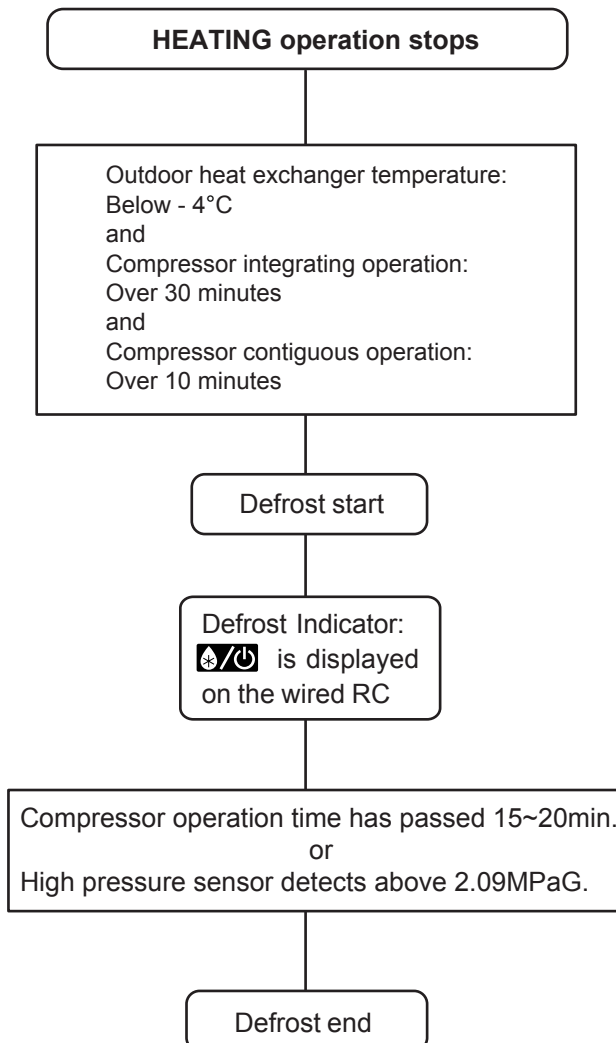 HEATING operation stops
Outdoor heat exchanger temperature:
Below - 4°C
and
Compressor integrating operation:
Over 30 minutes
and
Compressor contiguous operation:
Over 10 minutes
Defrost start
Defrost Indicator:
/ is displayed
on the wired RC
Compressor operation time has passed 15~20min.
or
High pressure sensor detects above 2.09MPaG.
Defrost end